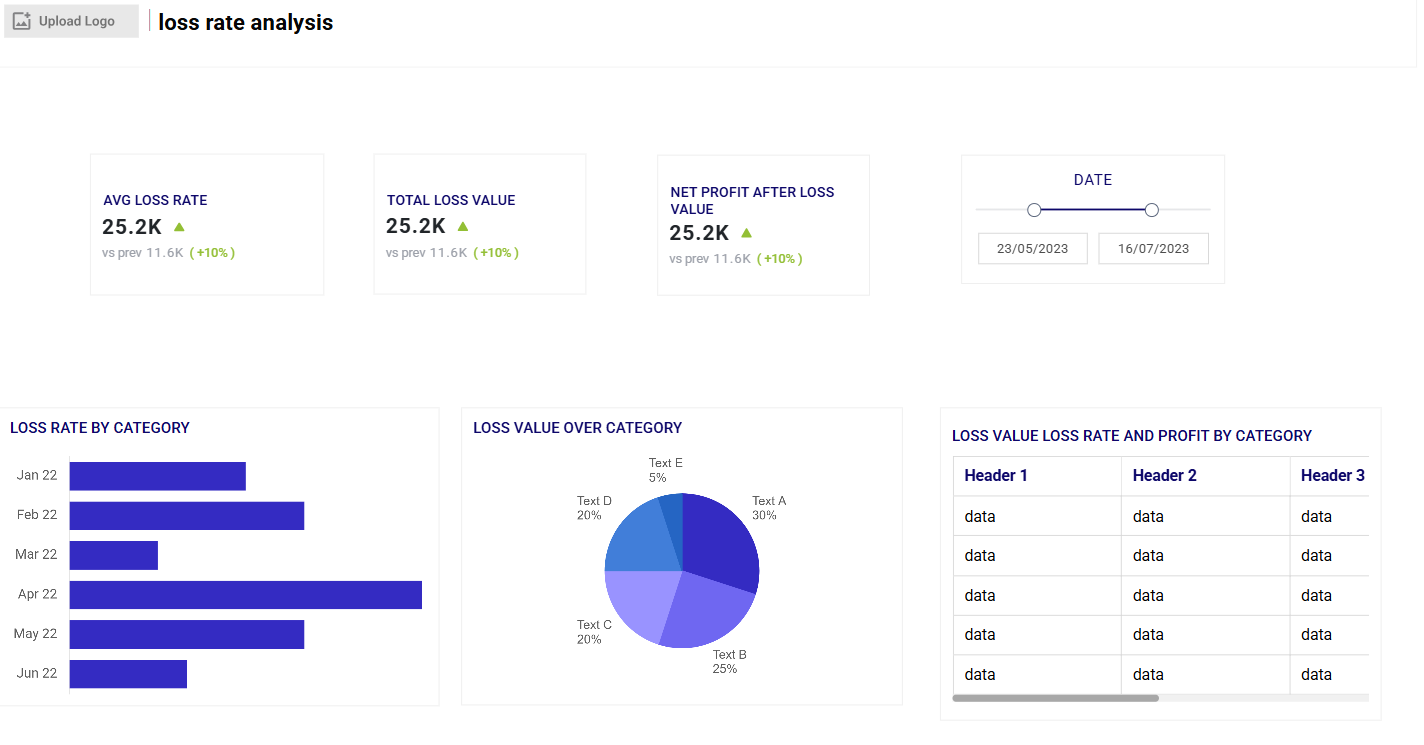 Upload Logo
loss rate analysis
AVG LOSS RATE
25.2K
vs prev 11.6K (+10%)
TOTAL LOSS VALUE
25.2K
vs prev 11.6K (+10%)
NET PROFIT AFTER LOSS
VALUE
25.2K
vs prev 11.6K (+10%)
DATE
23/05/2023 16/07/2023
LOSS RATE BY CATEGORY
Jan 22
Feb 22
Mar 22
Apr 22
May 22
Jun 22
LOSS VALUE OVER CATEGORY
Text E
5%
Text A
30%
Text D
20%
Text C
20%
Text B
25%
LOSS VALUE LOSS RATE AND PROFIT BY CATEGORY
Header 1 Header 2 Header 3
data data data
data data data
data data data
data data data
data data data